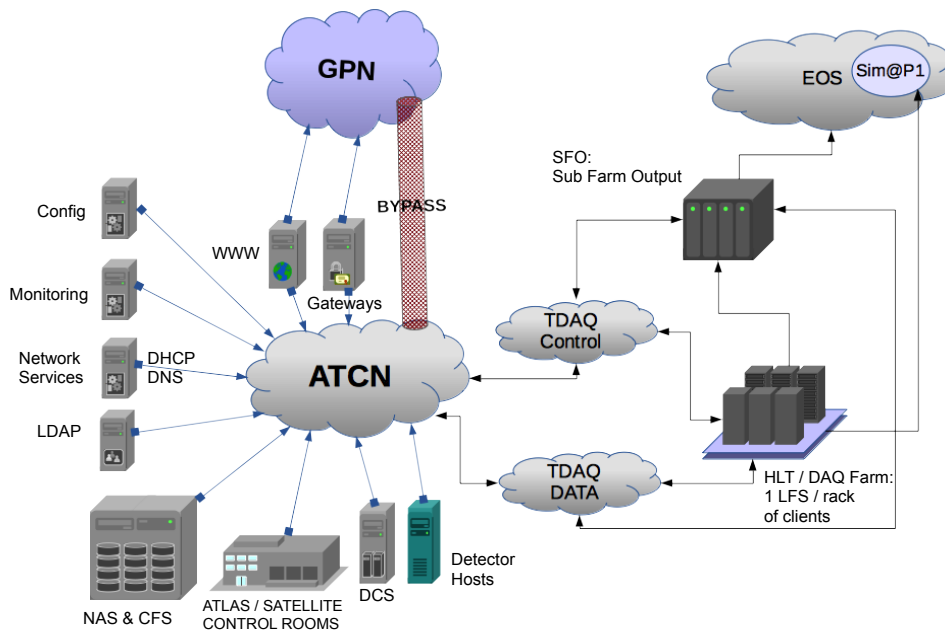 GPN
EOS
Sim@P1
SFO:
Sub Farm Output
BYPASS
Config
WWW
Gateways
Monitoring
TDAQ
Control
Network
Services
DHCP
DNS
ATCN
LDAP
TDAQ
DATA
HLT / DAQ Farm:
1 LFS / rack
of clients
Detector
Hosts
DCS
NAS & CFS
ATLAS / SATELLITE
CONTROL ROOMS